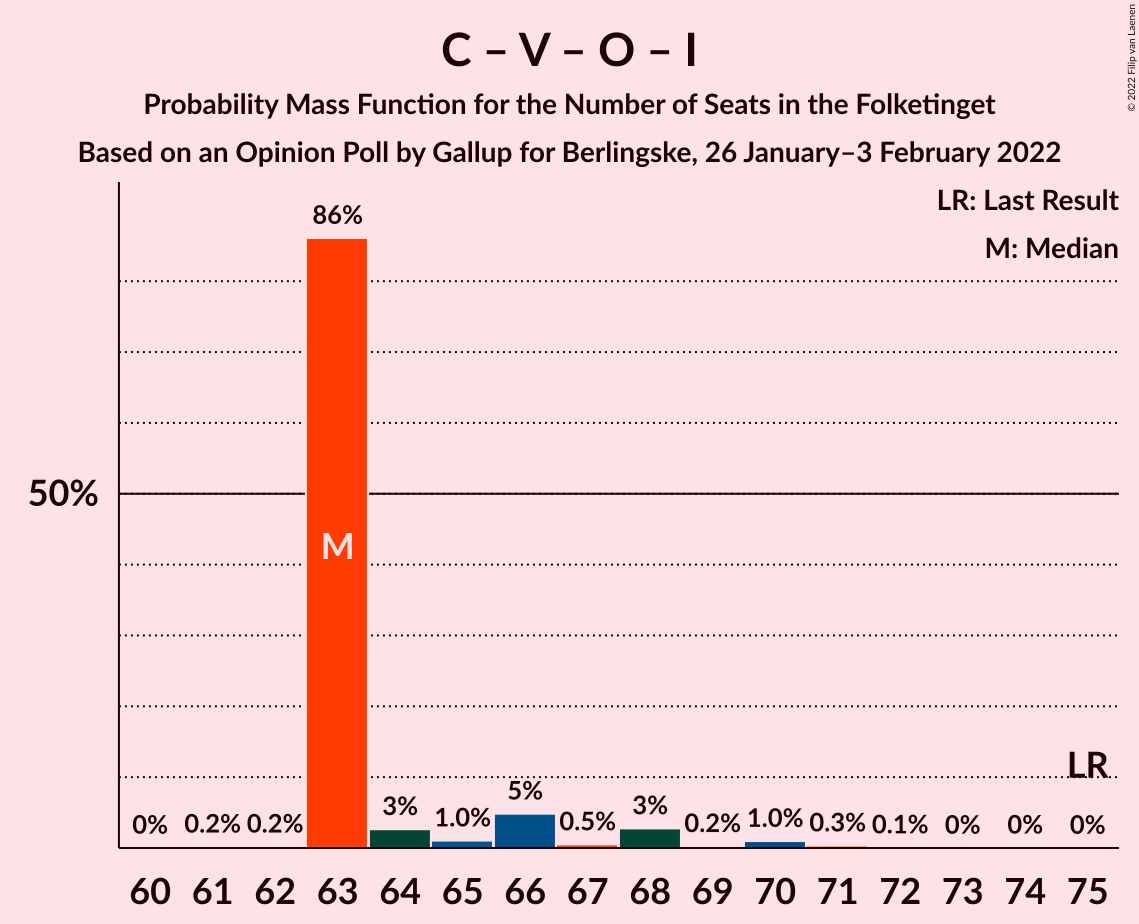 C – V – O – I
Probability Mass Function for the Number of Seats in the Folketinget
Based on an Opinion Poll by Gallup for Berlingske, 26 January–3 February 2022
© 2022 Filip van Laenen
LR: Last Result
M: Median
86%
50%
M
LR
0% 0.2% 0.2% 3% 1.0% 5% 0.5% 3% 0.2% 1.0% 0.3% 0.1% 0% 0% 0%
60 61 62 63 64 65 66 67 68 69 70 71 72 73 74 75